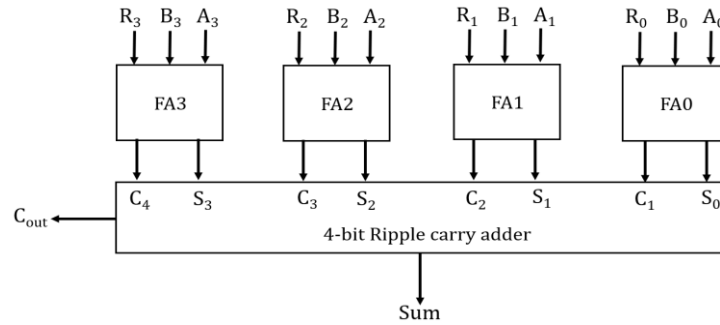 R₃ B₃ A₃ R₂ B₂ A₂ R₁ B₁ A₁ R₀ B₀ A₀
FA3 FA2 FA1 FA0
C₄ S₃ C₃ S₂ C₂ S₁ C₁ S₀
Cout
4-bit Ripple carry adder
Sum